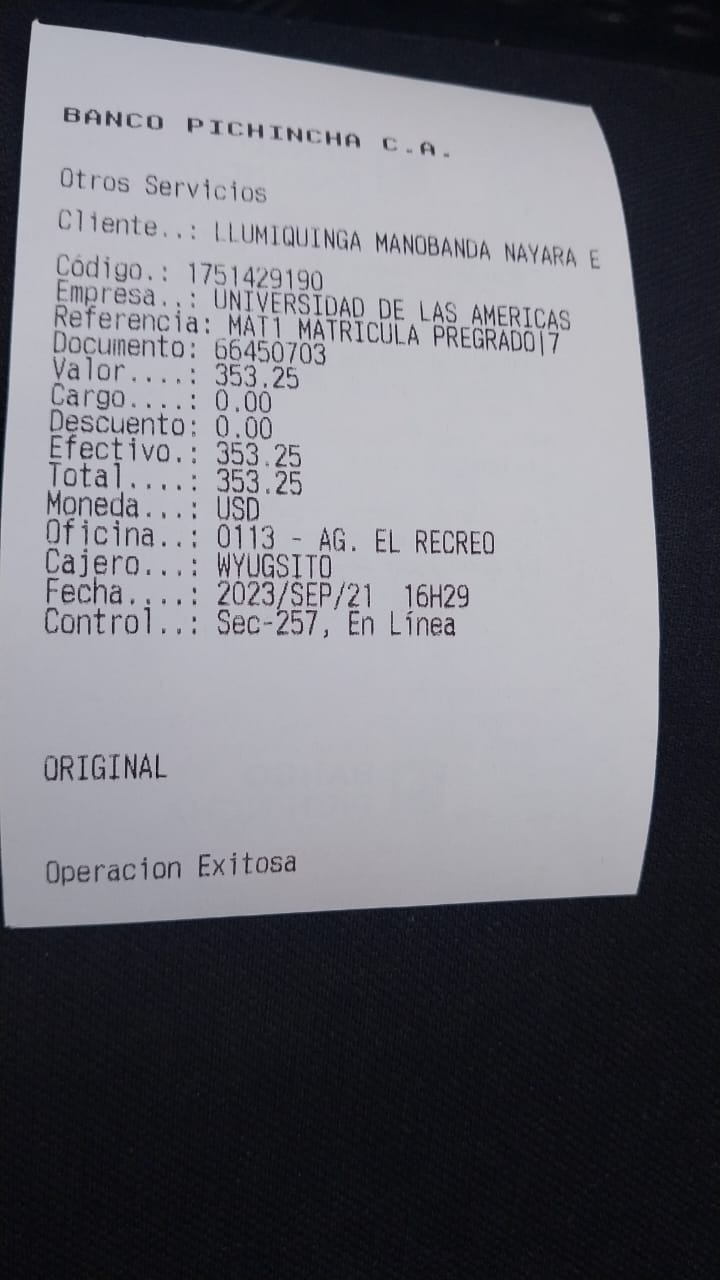 BANCO PICHINCHA C.A.
Otros Servicios
Cliente..: LLUMIQUINGA MANOBANDA NAYARA E
Código.: 1751429190
Empresa..: UNIVERSIDAD DE LAS AMERICAS
Referencia: MAT1 MATRICULA PREGRADO|7
Documento: 66450703
Valor....: 353.25
Cargo....: 0.00
Descuento: 0.00
Efectivo.: 353.25
Total....: 353.25
Moneda...: USD
Oficina..: 0113 - AG. EL RECREO
Cajero...: WYUGSITO
Fecha....: 2023/SEP/21  16H29
Control..: Sec-257, En Línea
ORIGINAL
Operacion Exitosa